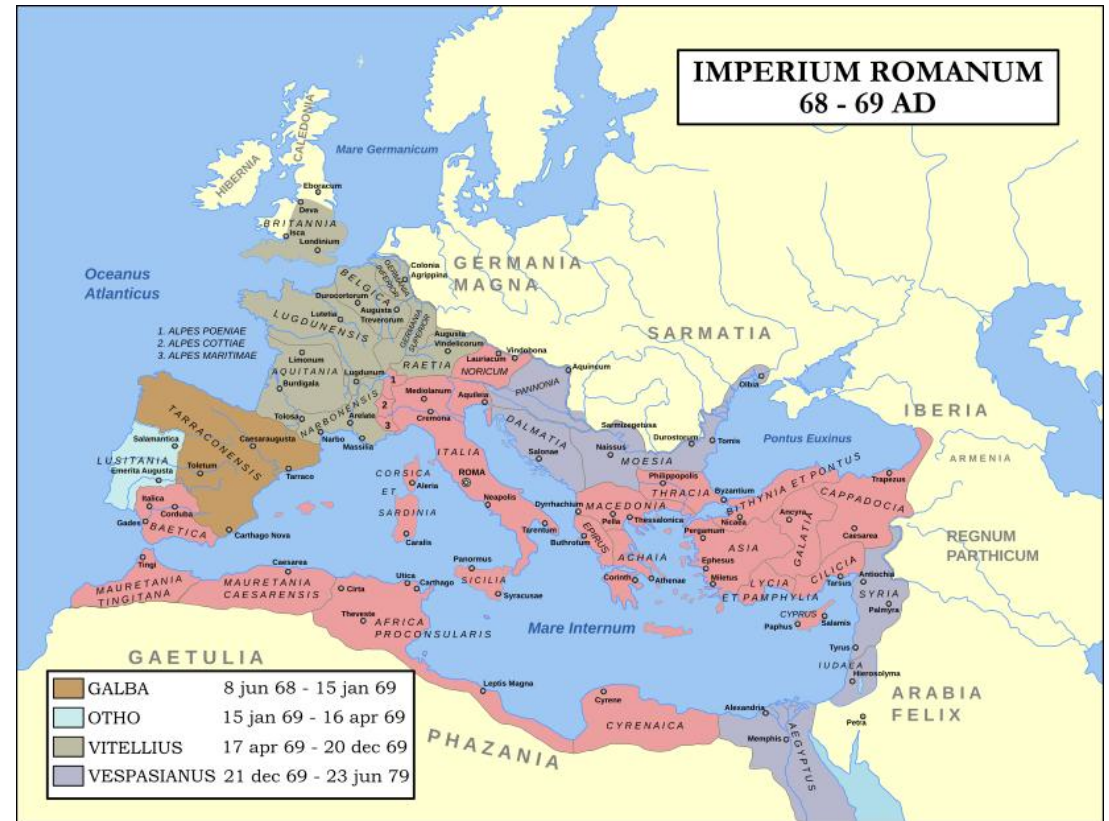 IMPERIUM ROMANUM
68 - 69 AD
CALEDONIA
HIBERNIA
Mare Germanicum
Eboracum
Deva
BRITANNIA
Isca
Londinium
Oceanus
Atlanticus
GERMANIA
MAGNA
Colonia
Agrippina
GERMANIA
INFERIOR
BELGICA
Durocortorum
Augusta
Treverorum
Lutetia
LUGDUNENSIS
GERMANIA
SUPERIOR
SARMATIA
1. ALPES POENIAE
2. ALPES COTTIAE
3. ALPES MARITIMAE
Augusta
Vindelicorum
Vindobona
Lauriacum
Limonum
AQUITANIA
Lugdunum
RAETIA
NORICUM
Aquincum
Olbia
Burdigala
1
Mediolanum
Aquileia
PANNONIA
2
Cremona
3
Tolosa
NARBONENSIS
Arelate
Narbo
Massilia
Sarmizegetusa
Durostorum
Tomis
Pontus Euxinus
IBERIA
ARMENIA
TARRACONENSIS
Salamantica
Caesaraugusta
LUSITANIA
Toletum
Emerita Augusta
Tarraco
ITALIA
DALMATIA
Salonae
Naissus
MOESIA
CORSICA
Aleria
ET
SARDINIA
Caralis
ROMA
Neapolis
Tarentum
Philippopolis
THRACIA
Byzantium
Dyrrhachium
MACEDONIA
Pella
Thessalonica
Buthrotum
EPIRUS
ACHAIA
Corinth
Athenae
BITHYNIA ET PONTUS
Trapezus
Nicaea
Ancyra
CAPPADOCIA
Pergamum
GALATIA
Caesarea
ASIA
Ephesus
Miletus
LYCIA
ET PAMPHYLIA
CILICIA
Tarsus
Antiochia
REGNUM
PARTHICUM
Italica
Corduba
Gades
BAETICA
Carthago Nova
Tingi
MAURETANIA
TINGITANA
Caesarea
MAURETANIA
CAESARENSIS
Cirta
Utica
Carthago
Panormus
SICILIA
Syracusae
Theveste
AFRICA
PROCONSULARIS
Mare Internum
CYPRUS
Paphus
Salamis
SYRIA
Palmyra
Tyrus
IUDAEA
Hierosolyma
GAETULIA
Leptis Magna
Cyrene
CYRENAICA
Alexandria
Memphis
AEGYPTUS
Petra
ARABIA
FELIX
PHAZANIA
GALBA 8 jun 68 - 15 jan 69
OTHO 15 jan 69 - 16 apr 69
VITELLIUS 17 apr 69 - 20 dec 69
VESPASIANUS 21 dec 69 - 23 jun 79